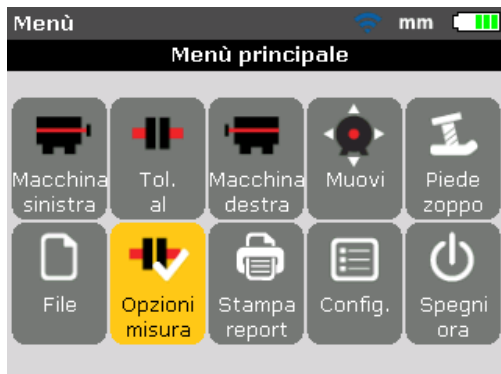 Menù mm
Menù principale
Macchina sinistra
Tol. al
Macchina destra
Muovi
Piede zoppo
File
Opzioni misura
Stampa report
Config.
Spegni ora